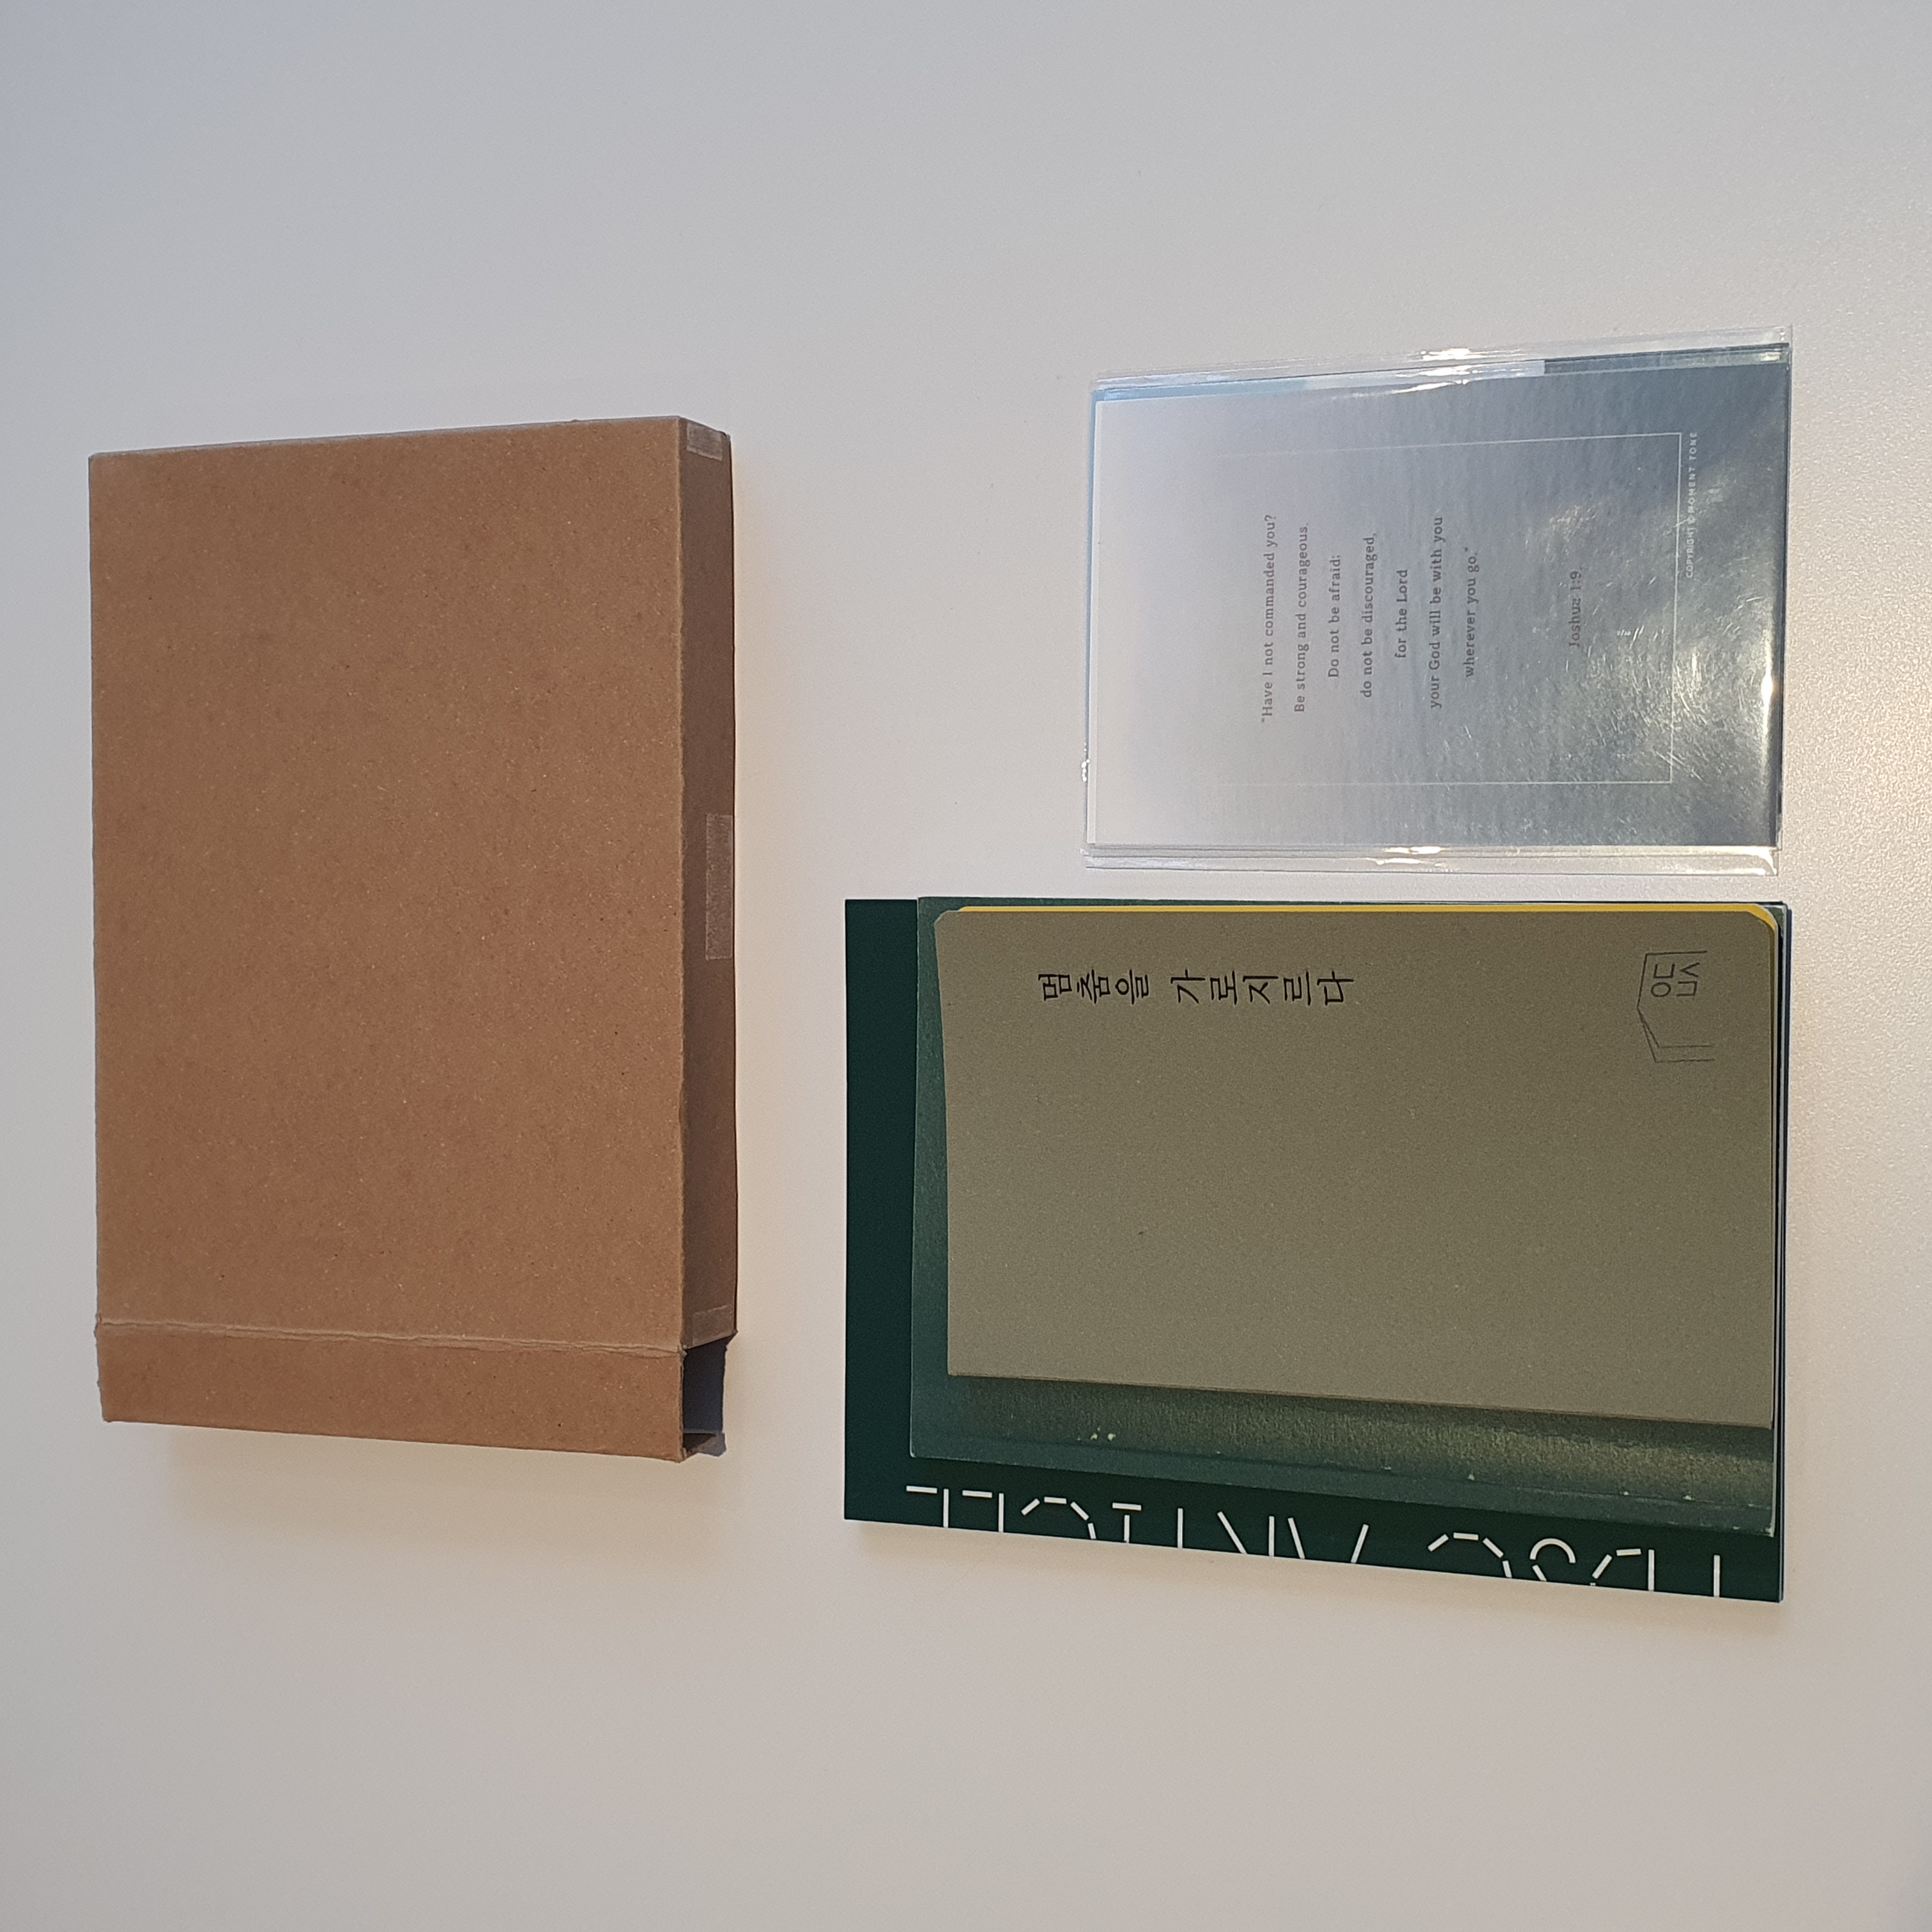 멈춤을 가로지르다
"Have I not commanded you?
Be strong and courageous.
Do not be afraid;
do not be discouraged,
for the Lord
your God will be with you
wherever you go."
Joshua 1:9.
COPYRIGHT © MOMENT TONE